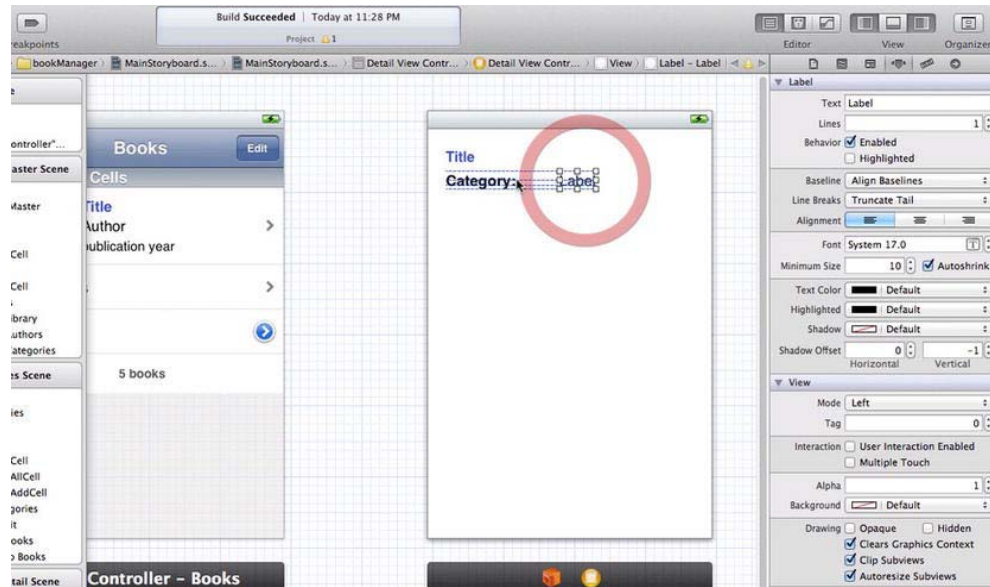 Build Succeeded | Today at 11:28 PM
Project 1
eakpoints
Editor View Organizer
bookManager MainStoryboard.s... MainStoryboard.s... Detail View Contr... Detail View Contr... View Label - Label
ontroller"...
aster Scene
Master
Cell
Cell
s
ibrary
uthors
ategories
es Scene
ies
Cell
AllCell
AddCell
gories
it
ooks
o Books
tail Scene
Books Edit
Cells
Title
Author
publication year
s
5 books
Controller – Books
Title
Category: Label
Label
Text Label
Lines 1
Behavior Enabled
Highlighted
Baseline Align Baselines
Line Breaks Truncate Tail
Alignment
Font System 17.0
Minimum Size 10 Autoshrink
Text Color Default
Highlighted Default
Shadow Default
Shadow Offset 0 -1
Horizontal Vertical
View
Mode Left
Tag 0
Interaction User Interaction Enabled
Multiple Touch
Alpha 1
Background Default
Drawing Opaque Hidden
Clears Graphics Context
Clip Subviews
Autoresize Subviews